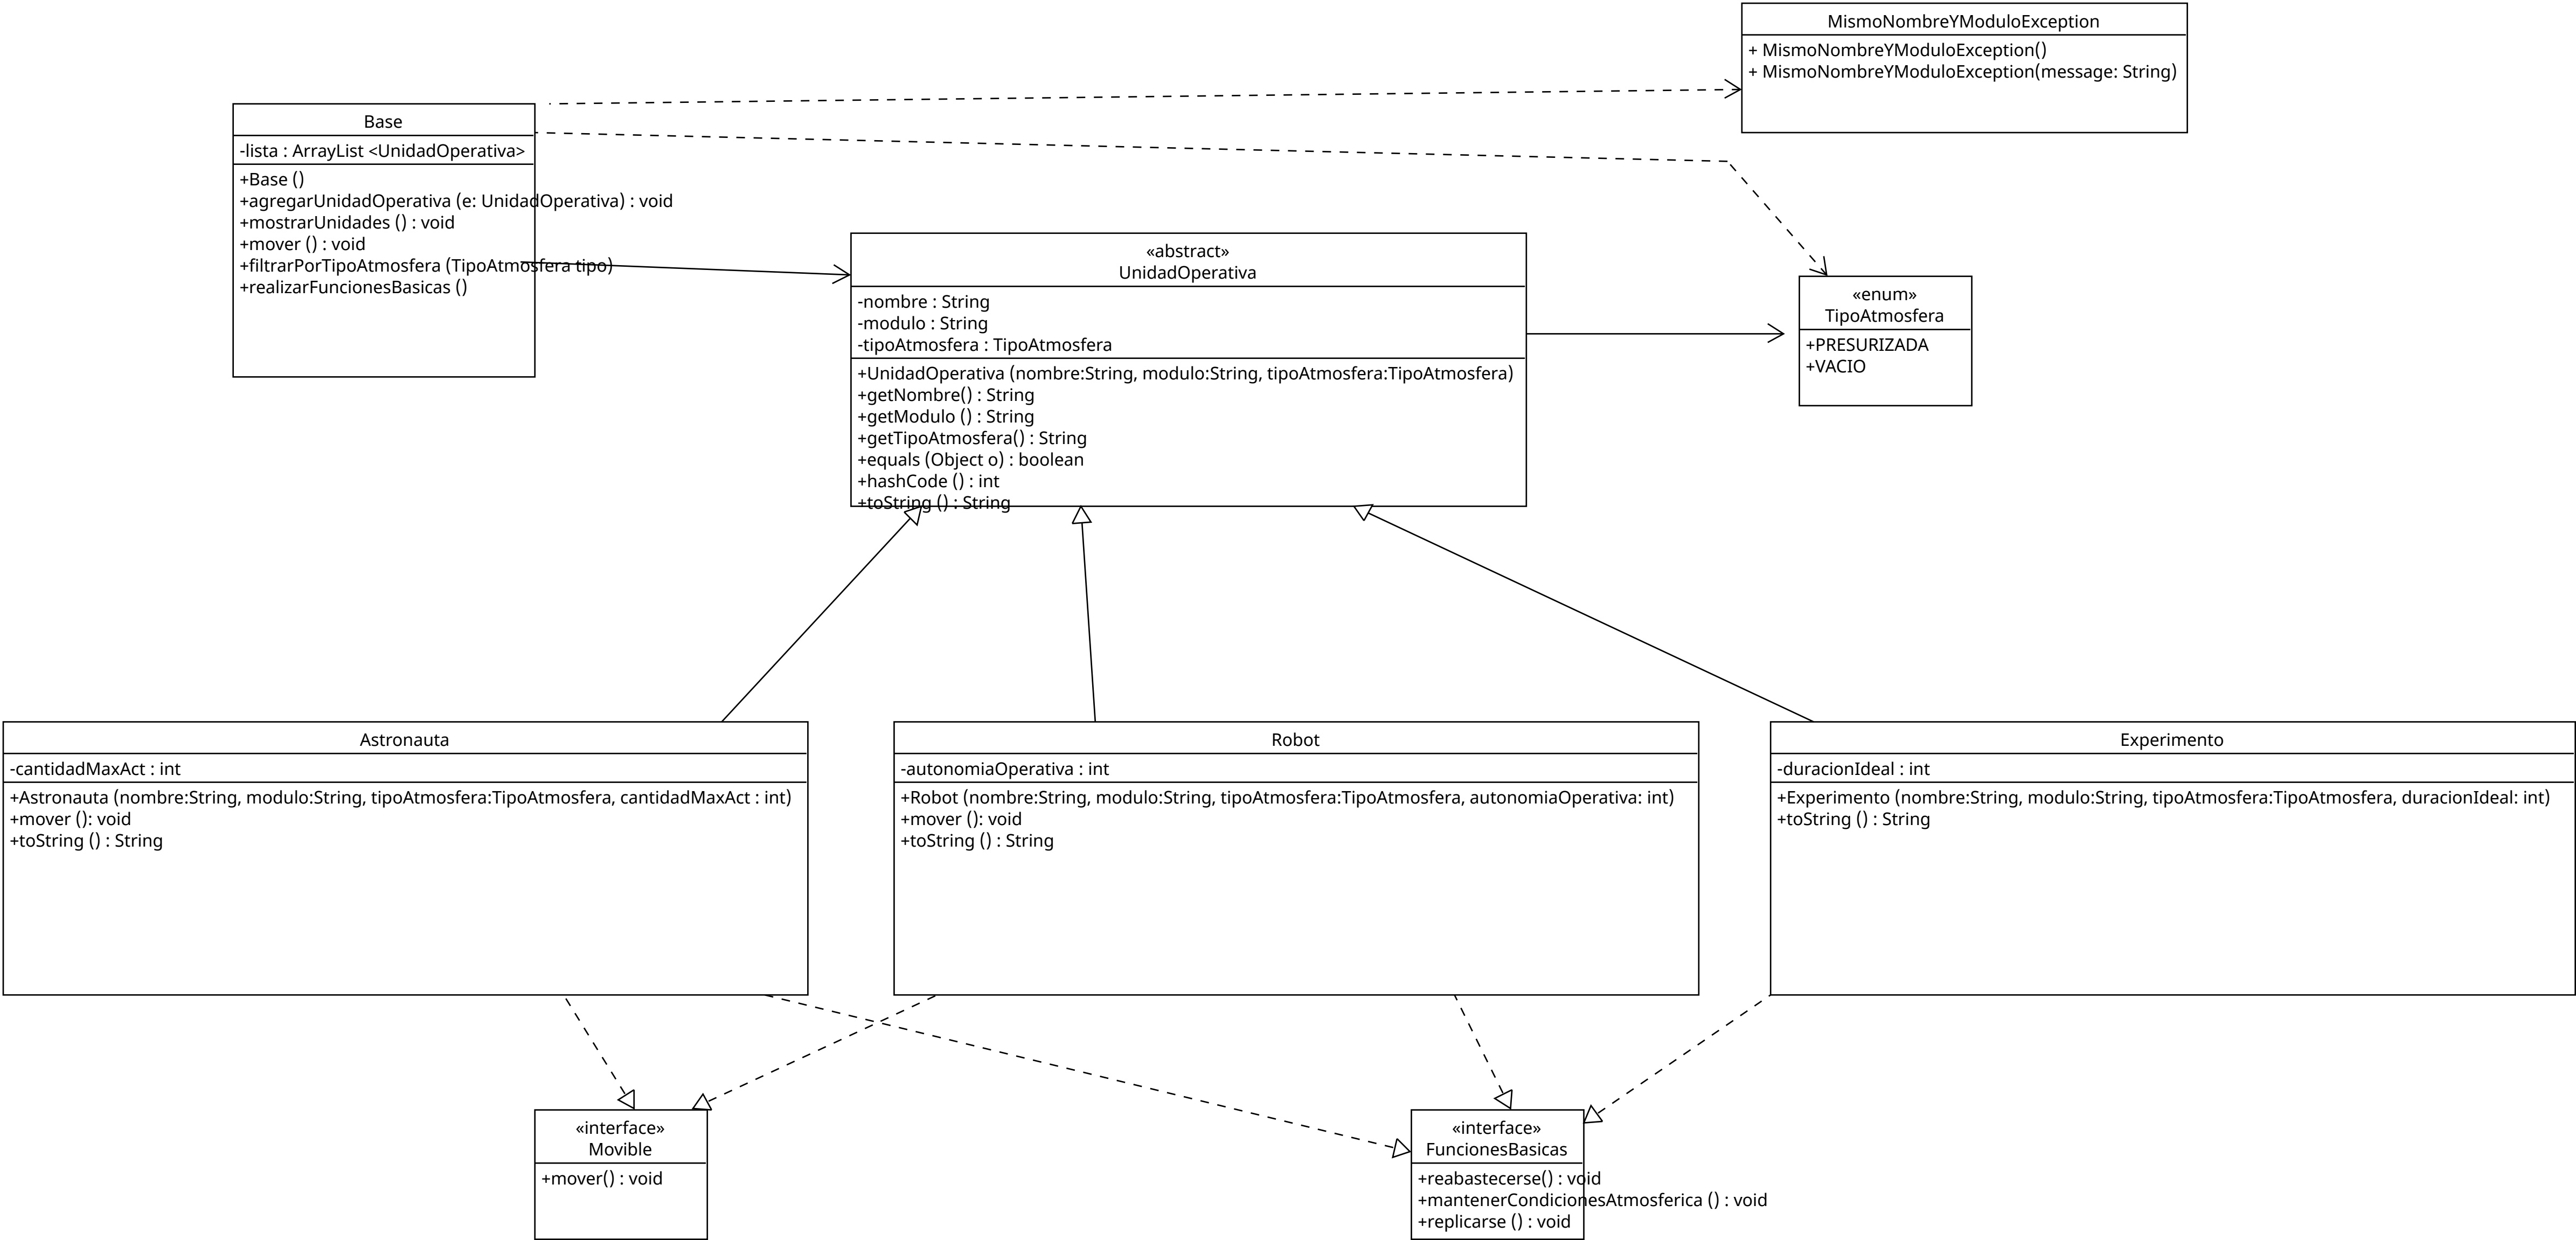 MismoNombreYModuloException
+ MismoNombreYModuloException()
+ MismoNombreYModuloException(message: String)
Base
-lista : ArrayList <UnidadOperativa>
+Base ()
+agregarUnidadOperativa (e: UnidadOperativa) : void
+mostrarUnidades () : void
+mover () : void
+filtrarPorTipoAtmosfera (TipoAtmosfera tipo)
+realizarFuncionesBasicas ()
«abstract»
UnidadOperativa
-nombre : String
-modulo : String
-tipoAtmosfera : TipoAtmosfera
+UnidadOperativa (nombre:String, modulo:String, tipoAtmosfera:TipoAtmosfera)
+getNombre() : String
+getModulo () : String
+getTipoAtmosfera() : String
+equals (Object o) : boolean
+hashCode () : int
+toString () : String
«enum»
TipoAtmosfera
+PRESURIZADA
+VACIO
Astronauta
-cantidadMaxAct : int
+Astronauta (nombre:String, modulo:String, tipoAtmosfera:TipoAtmosfera, cantidadMaxAct : int)
+mover (): void
+toString () : String
Robot
-autonomiaOperativa : int
+Robot (nombre:String, modulo:String, tipoAtmosfera:TipoAtmosfera, autonomiaOperativa: int)
+mover (): void
+toString () : String
Experimento
-duracionIdeal : int
+Experimento (nombre:String, modulo:String, tipoAtmosfera:TipoAtmosfera, duracionIdeal: int)
+toString () : String
«interface»
Movible
+mover() : void
«interface»
FuncionesBasicas
+reabastecerse() : void
+mantenerCondicionesAtmosferica () : void
+replicarse () : void